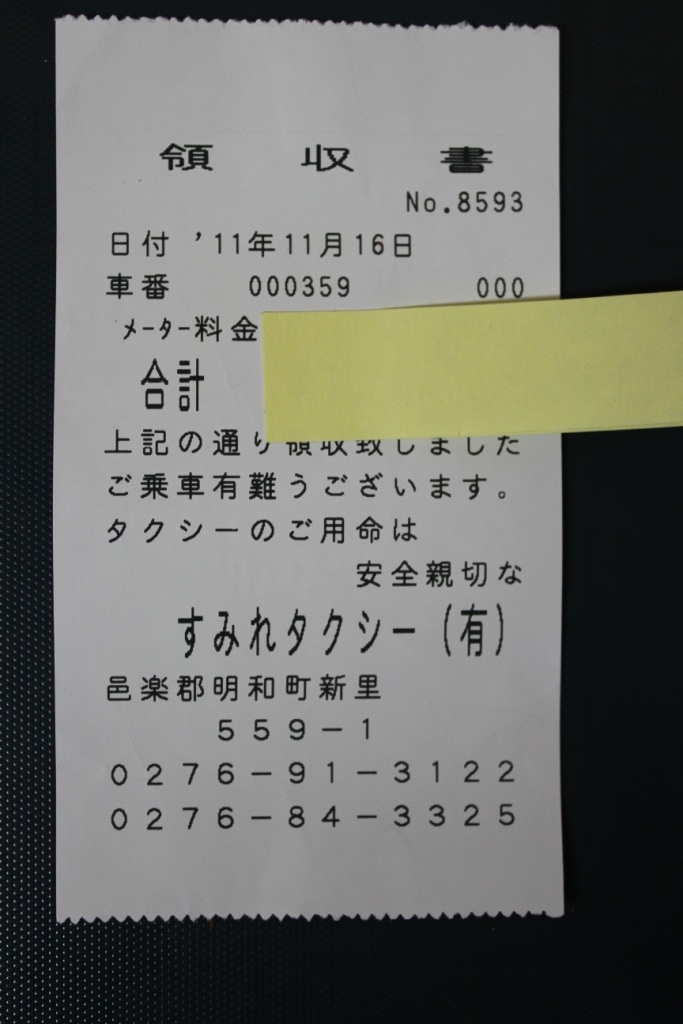 領収書
No.8593
日付 '11年11月16日
車番 000359 000
メーター料金
合計
上記の通り領収致しました
ご乗車有難うございます。
タクシーのご用命は
安全親切な
すみれタクシー(有)
邑楽郡明和町新里
559-1
0276-91-3122
0276-84-3325